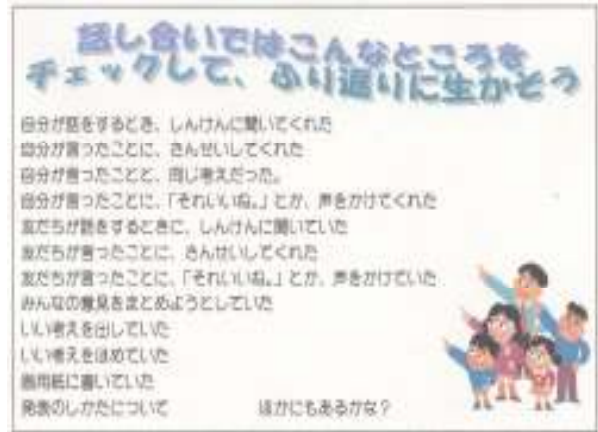 話し合いではこんなところを
チェックして、ふり返りに生かそう
自分が話をするとき、しんけんに聞いてくれた
自分が言ったことに、さんせいしてくれた
自分が言ったことと、同じ考えだった。
自分が言ったことに、「それいいね。」とか、声をかけてくれた
友だちが話をするときに、しんけんに聞いていた
友だちが言ったことに、さんせいしてくれた
友だちが言ったことに、「それいいね。」とか、声をかけていた
みんなの意見をまとめようとしていた
いい考えを出していた
いい考えをほめていた
画用紙に書いていた
発表のしかたについて ほかにもあるかな?